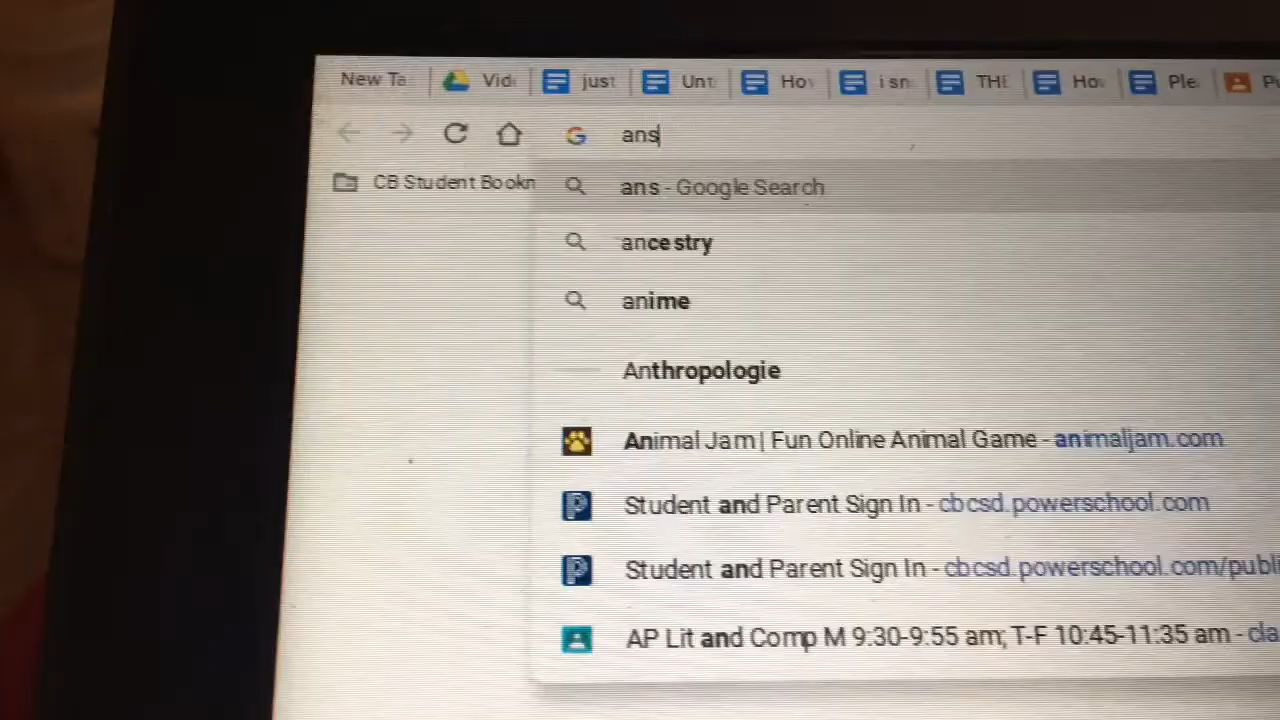 New Ta Vid just Unt Ho i sn THE Ho Ple
ans
CB Student Bookn
ans - Google Search
ancestry
anime
Anthropologie
Animal Jam | Fun Online Animal Game - animaljam.com
Student and Parent Sign In - cbcsd.powerschool.com
Student and Parent Sign In - cbcsd.powerschool.com/publi
AP Lit and Comp M 9:30-9:55 am; T-F 10:45-11:35 am - cla